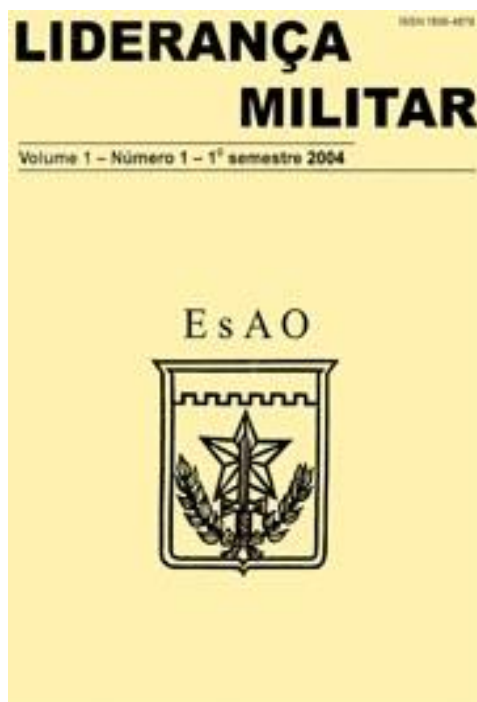 LIDERANÇA
MILITAR
Volume 1 – Número 1 – 1º semestre 2004
EsAO